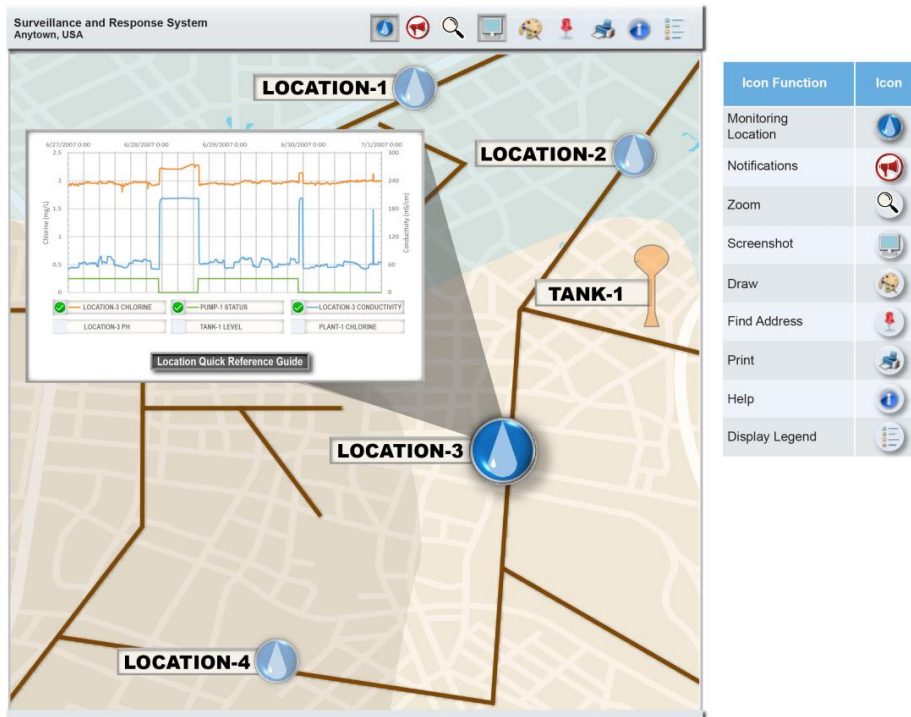 Surveillance and Response System
Anytown, USA
LOCATION-1
LOCATION-2
6/27/2007 0:00 6/28/2007 0:00 6/29/2007 0:00 6/30/2007 0:00 7/1/2007 0:00
2.5 300
2 240
1.5 180
1 120
0.5 60
0 0
Chlorine (mg/L)
Conductivity (mS/cm)
LOCATION-3 CHLORINE PUMP-1 STATUS LOCATION-3 CONDUCTIVITY
LOCATION-3 PH TANK-1 LEVEL PLANT-1 CHLORINE
Location Quick Reference Guide
TANK-1
LOCATION-3
LOCATION-4
Icon Function Icon
Monitoring
Location
Notifications
Zoom
Screenshot
Draw
Find Address
Print
Help
Display Legend